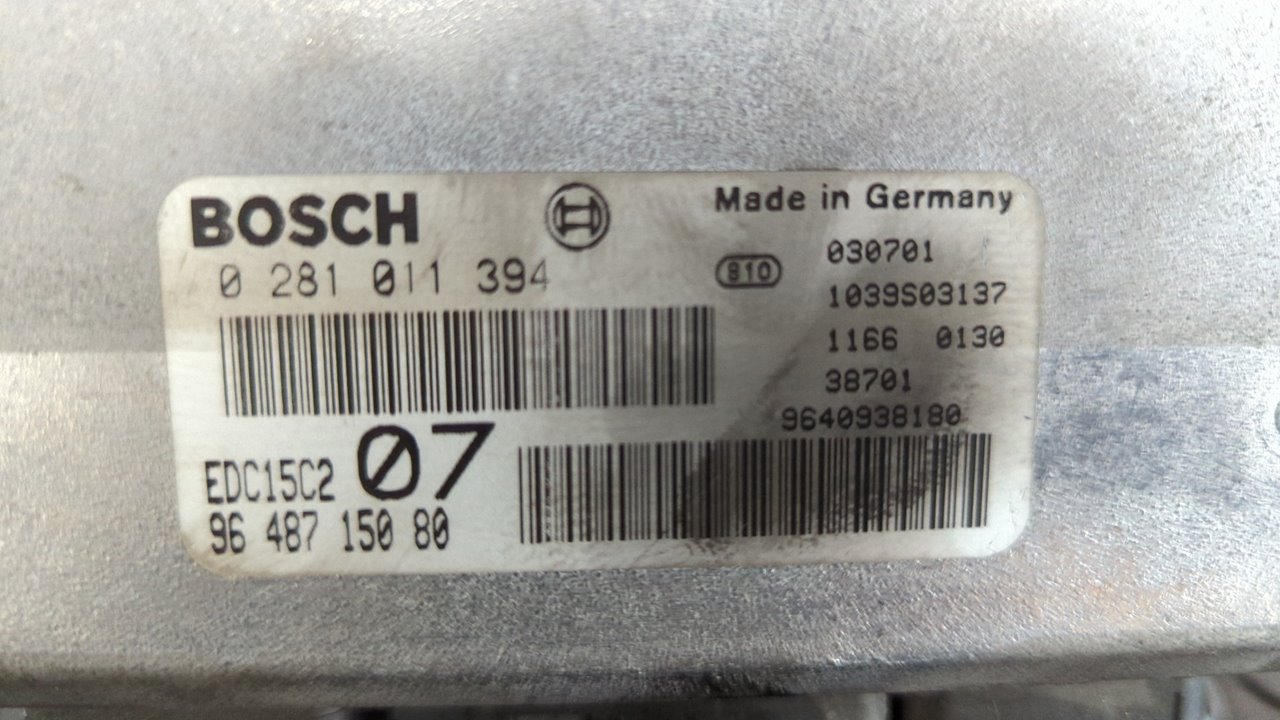 BOSCH
0 281 011 394
Made in Germany
810
030701
1039S03137
1166 0130
38701
9640938180
EDC15C2 07
96 487 150 80